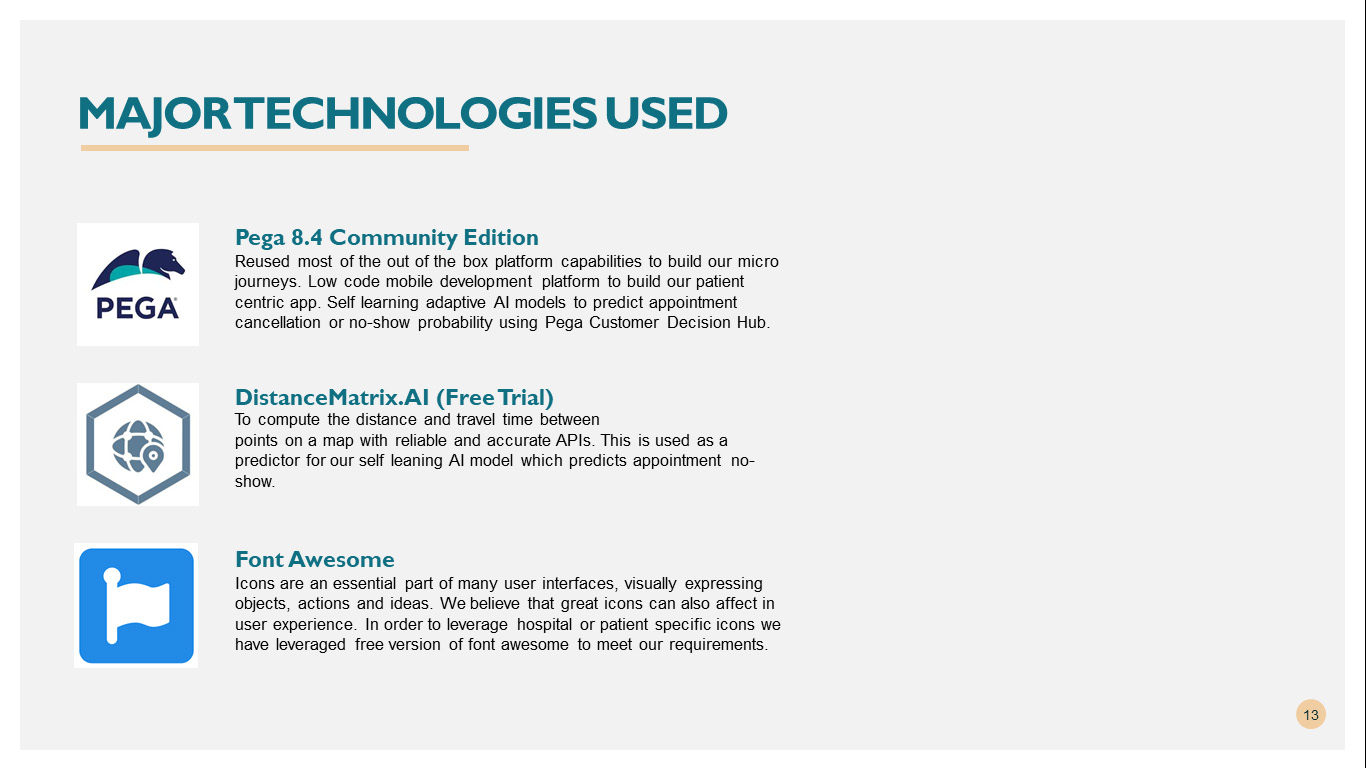 MAJOR TECHNOLOGIES USED
PEGA
Pega 8.4 Community Edition
Reused most of the out of the box platform capabilities to build our micro
journeys. Low code mobile development platform to build our patient
centric app. Self learning adaptive AI models to predict appointment
cancellation or no-show probability using Pega Customer Decision Hub.
DistanceMatrix.AI (Free Trial)
To compute the distance and travel time between
points on a map with reliable and accurate APIs. This is used as a
predictor for our self leaning AI model which predicts appointment no-
show.
Font Awesome
Icons are an essential part of many user interfaces, visually expressing
objects, actions and ideas. We believe that great icons can also affect in
user experience. In order to leverage hospital or patient specific icons we
have leveraged free version of font awesome to meet our requirements.
13